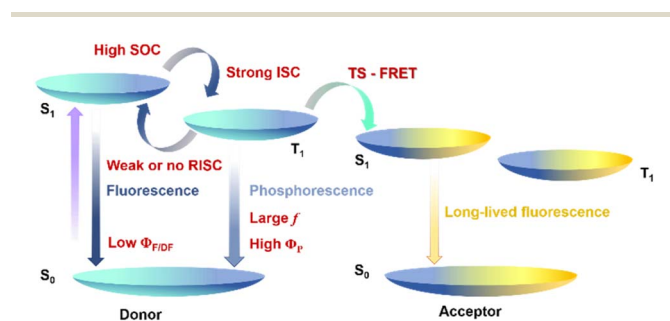 High SOC
Strong ISC
TS - FRET
S1
T1
S1
T1
Weak or no RISC
Fluorescence
Phosphorescence
Large f
High ΦP
Long-lived fluorescence
Low ΦF/DF
S0
S0
Donor
Acceptor